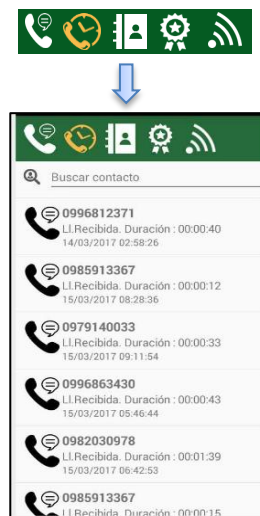 Buscar contacto
0996812371
Ll.Recibida. Duración : 00:00:40
14/03/2017 02:58:26
0985913367
Ll.Recibida. Duración : 00:00:12
15/03/2017 08:28:36
0979140033
Ll.Recibida. Duración : 00:00:33
15/03/2017 09:11:54
0996863430
Ll.Recibida. Duración : 00:00:43
15/03/2017 05:46:44
0982030978
Ll.Recibida. Duración : 00:01:39
15/03/2017 06:42:53
0985913367
Ll.Recibida. Duración : 00:00:15